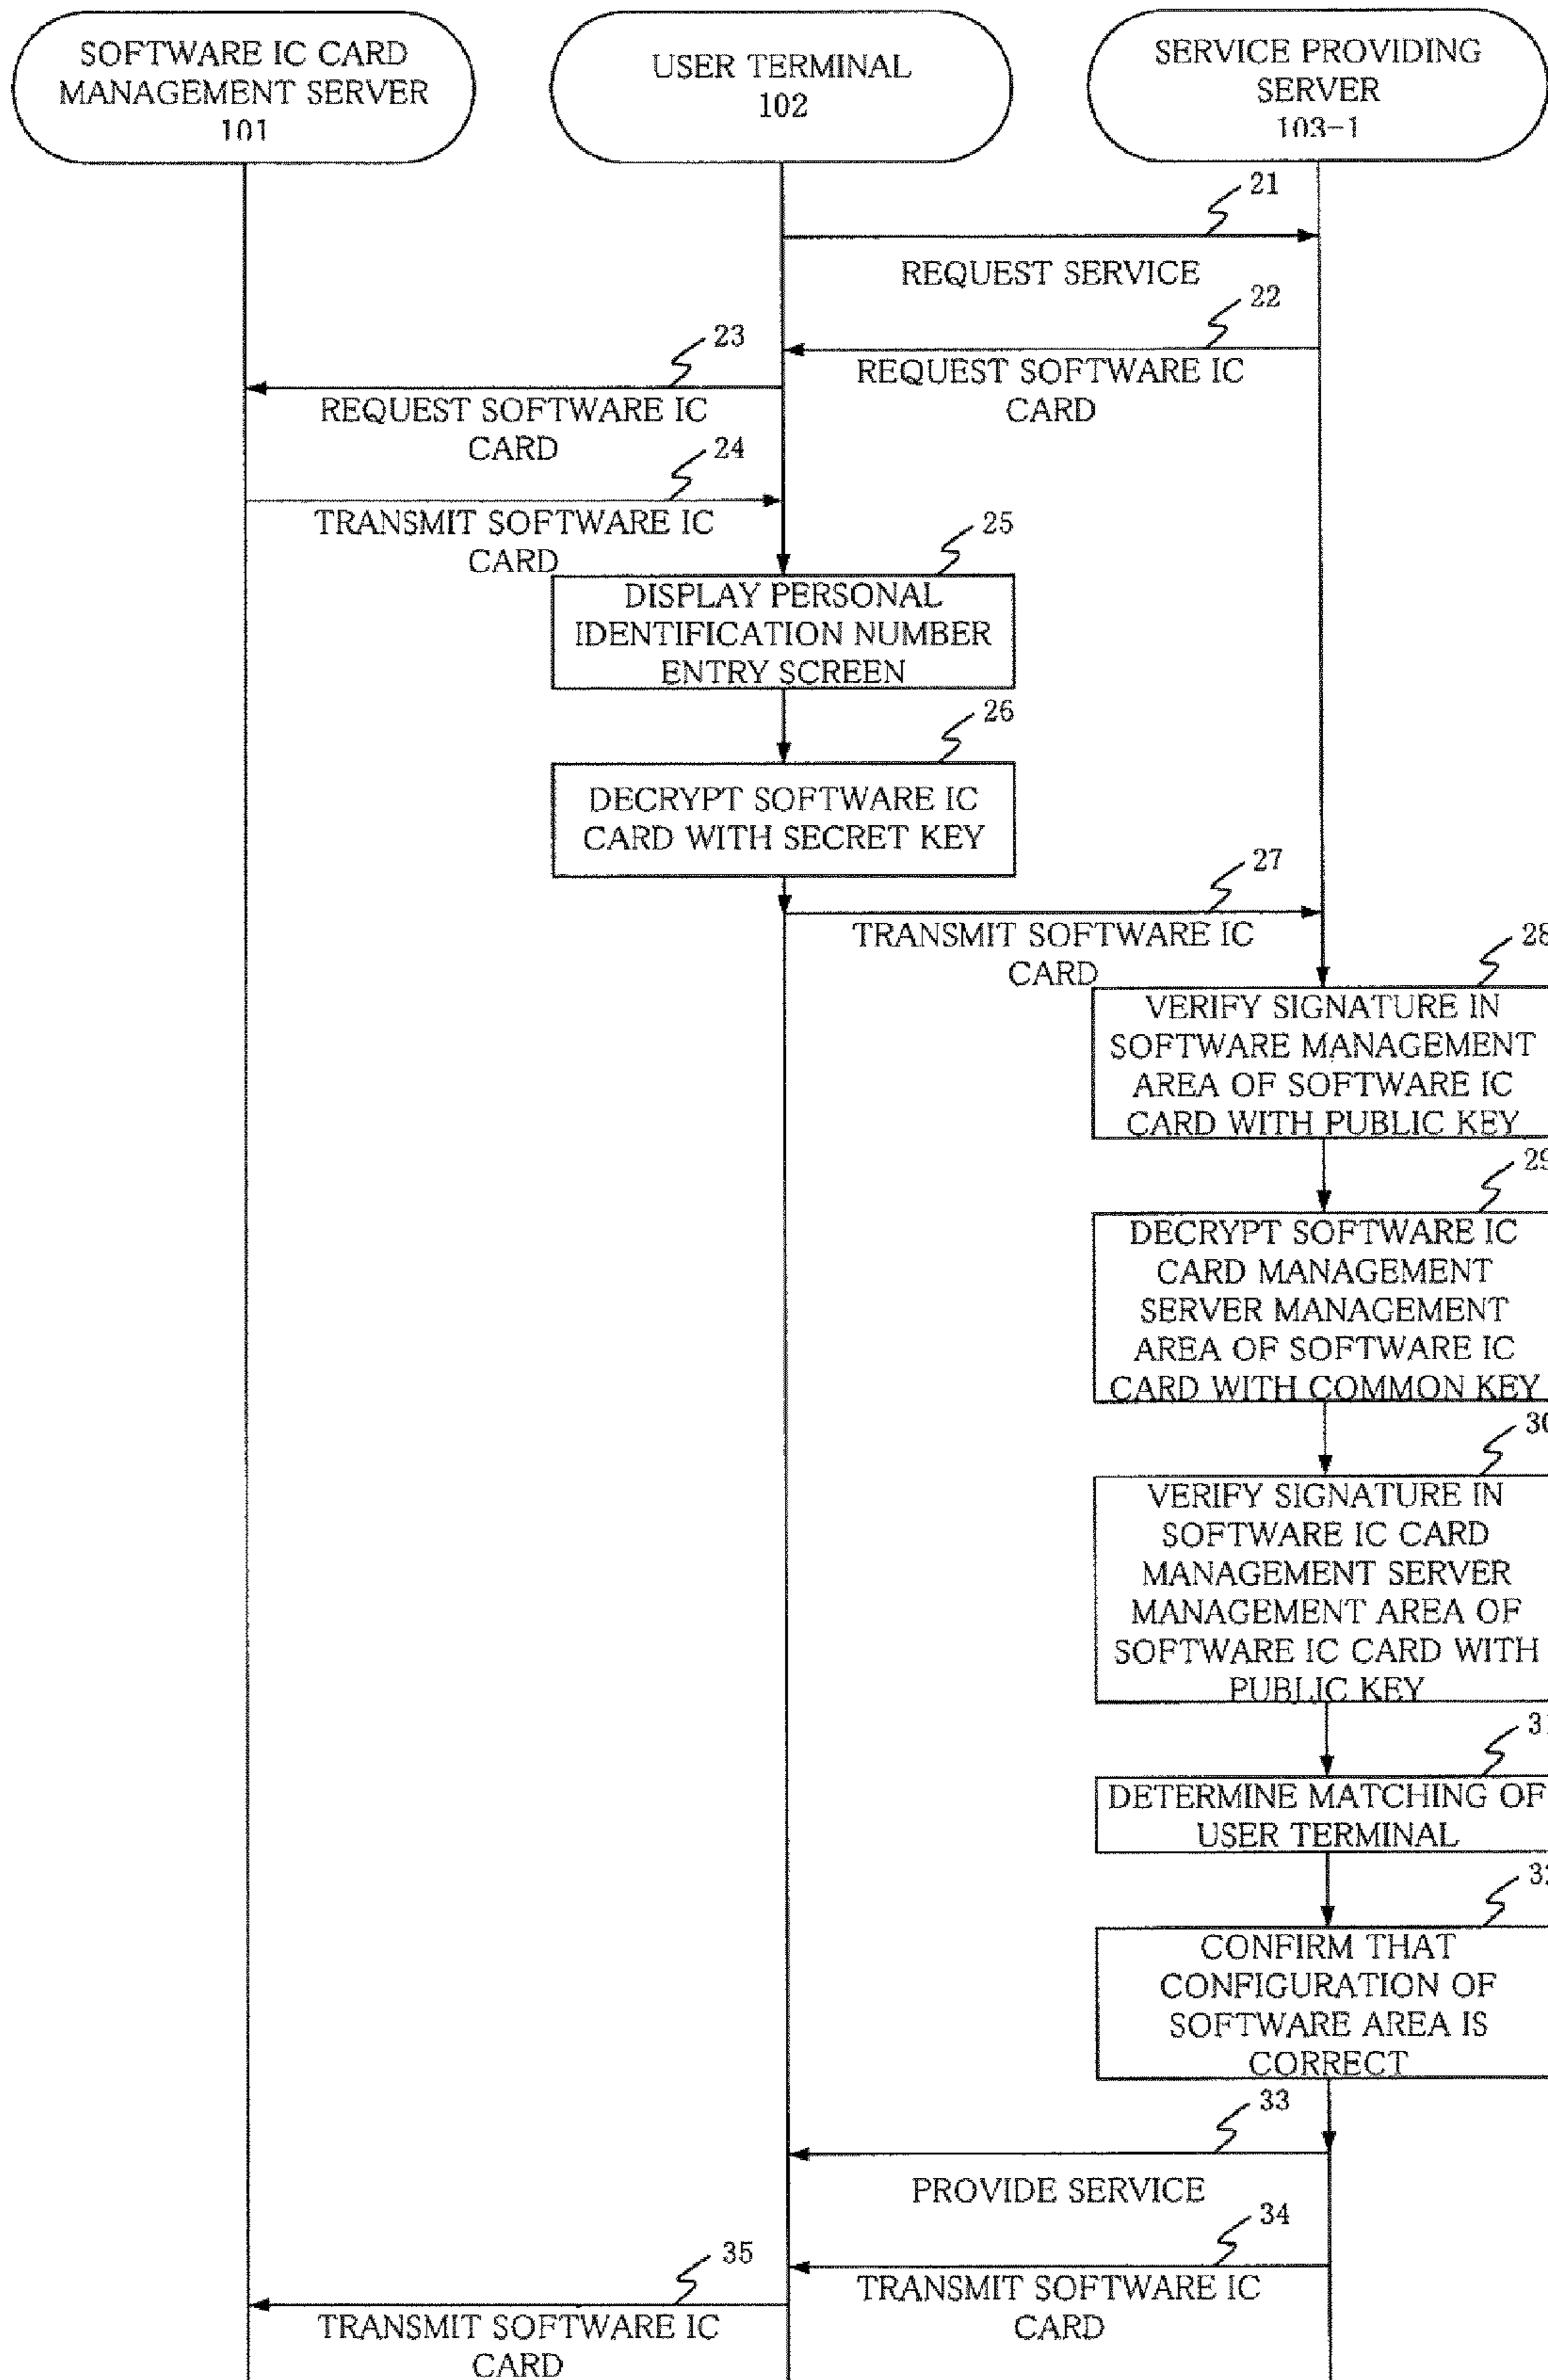 SOFTWARE IC CARD
MANAGEMENT SERVER
101
USER TERMINAL
102
SERVICE PROVIDING
SERVER
103-1
21
REQUEST SERVICE
22
REQUEST SOFTWARE IC
CARD
23
REQUEST SOFTWARE IC
CARD
24
TRANSMIT SOFTWARE IC
CARD
25
DISPLAY PERSONAL
IDENTIFICATION NUMBER
ENTRY SCREEN
26
DECRYPT SOFTWARE IC
CARD WITH SECRET KEY
27
TRANSMIT SOFTWARE IC
CARD
28
VERIFY SIGNATURE IN
SOFTWARE MANAGEMENT
AREA OF SOFTWARE IC
CARD WITH PUBLIC KEY
29
DECRYPT SOFTWARE IC
CARD MANAGEMENT
SERVER MANAGEMENT
AREA OF SOFTWARE IC
CARD WITH COMMON KEY
30
VERIFY SIGNATURE IN
SOFTWARE IC CARD
MANAGEMENT SERVER
MANAGEMENT AREA OF
SOFTWARE IC CARD WITH
PUBLIC KEY
31
DETERMINE MATCHING OF
USER TERMINAL
32
CONFIRM THAT
CONFIGURATION OF
SOFTWARE AREA IS
CORRECT
33
PROVIDE SERVICE
34
TRANSMIT SOFTWARE IC
CARD
35
TRANSMIT SOFTWARE IC
CARD